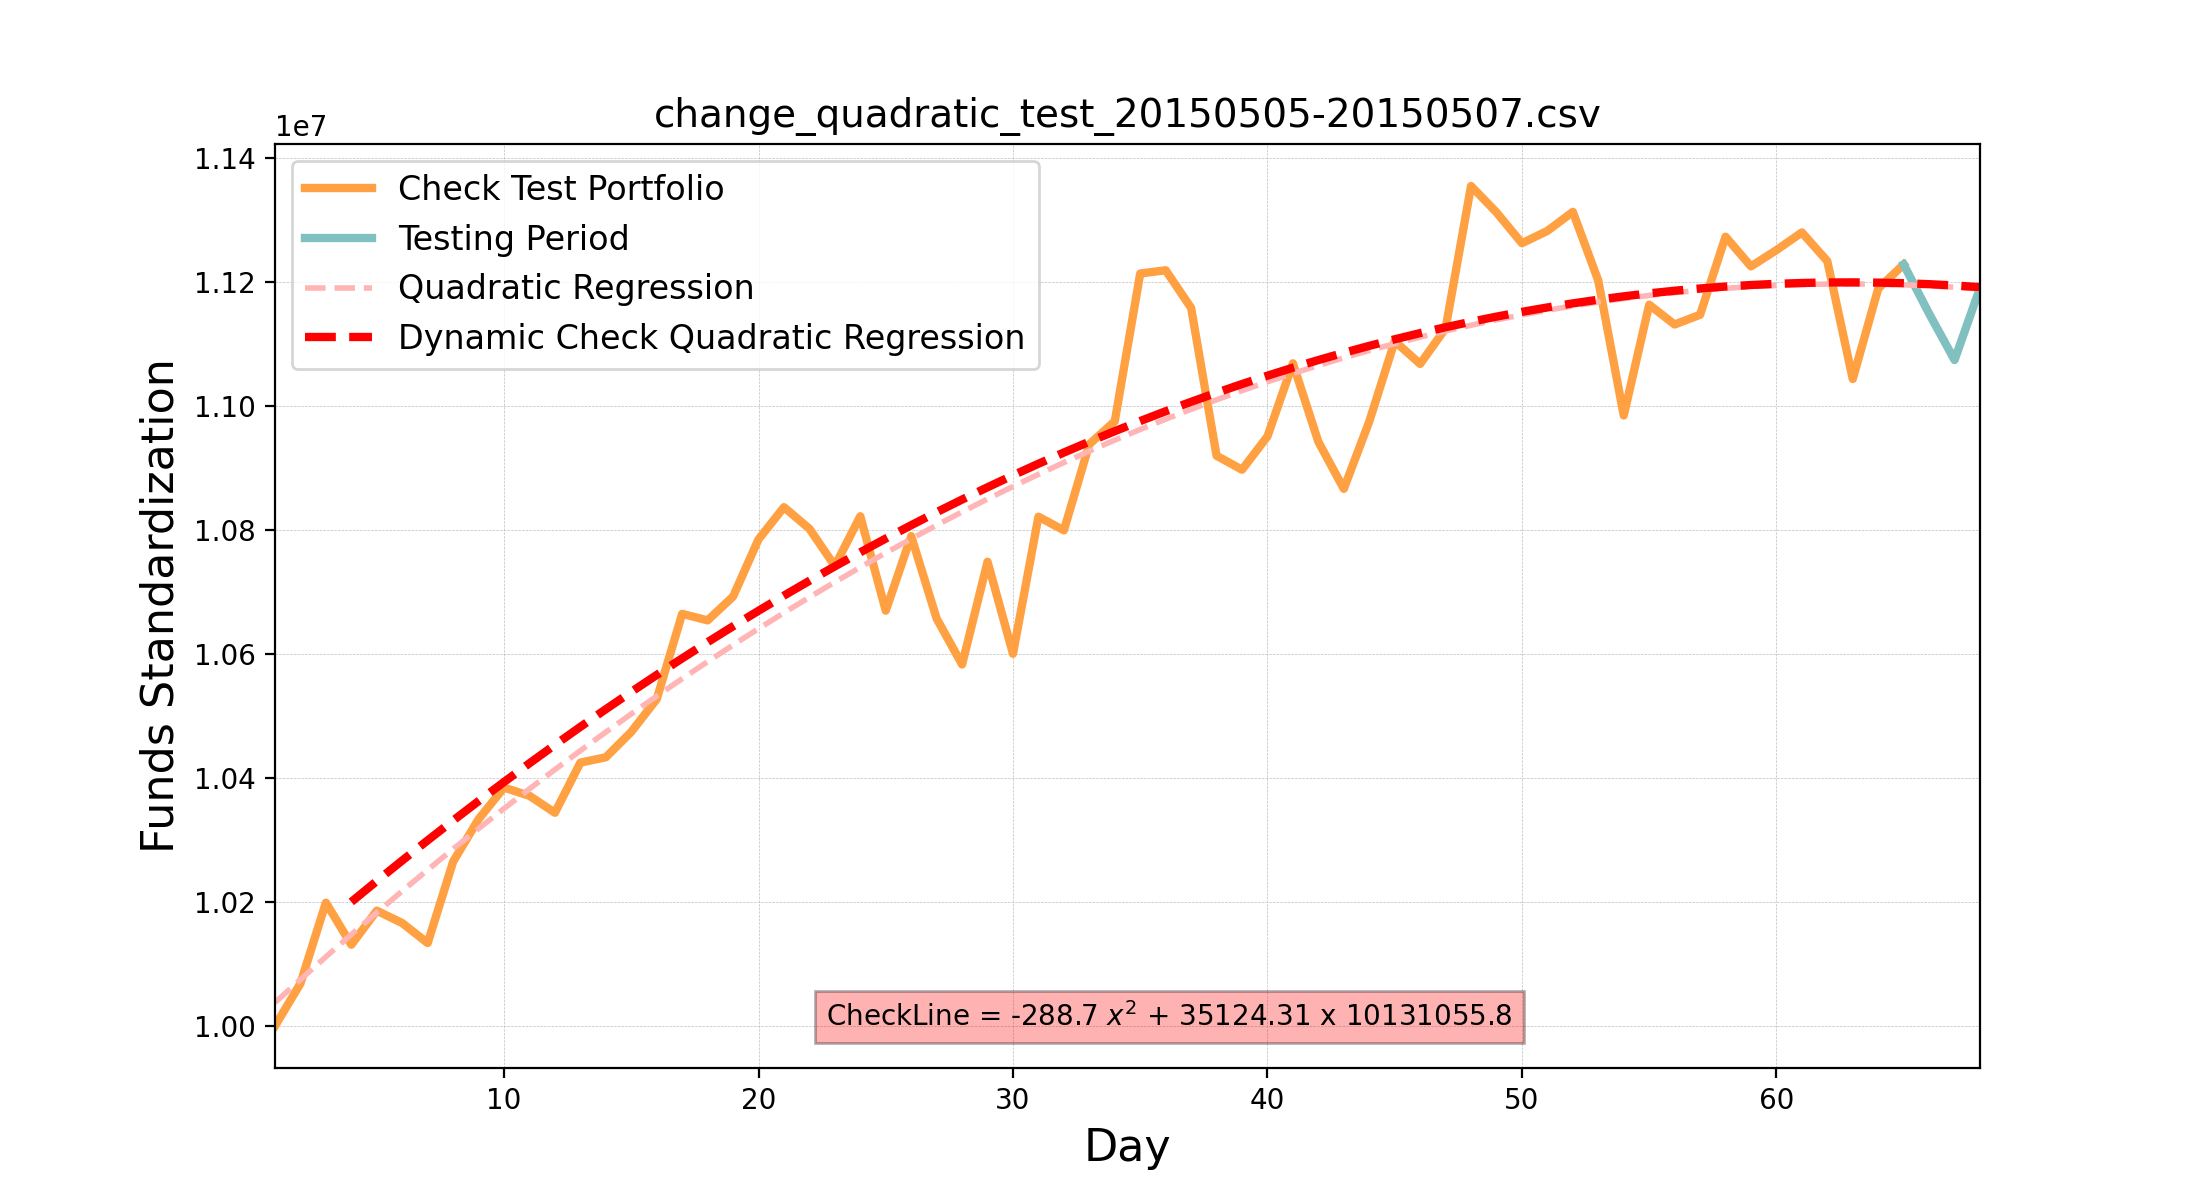 change_quadratic_test_20150505-20150507.csv
1e7
1.14
1.12
1.10
1.08
1.06
1.04
1.02
1.00
Funds Standardization
Check Test Portfolio
Testing Period
Quadratic Regression
Dynamic Check Quadratic Regression
CheckLine = -288.7 x² + 35124.31 x 10131055.8
10 20 30 40 50 60
Day